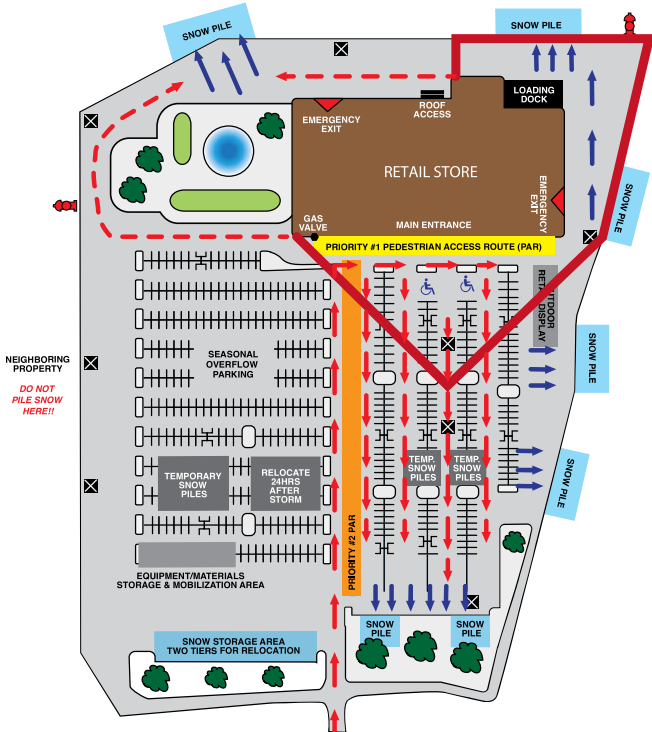 SNOW PILE
SNOW PILE
LOADING
DOCK
ROOF
ACCESS
EMERGENCY
EXIT
RETAIL STORE
EMERGENCY
EXIT
SNOW PILE
GAS
VALVE
MAIN ENTRANCE
PRIORITY #1 PEDESTRIAN ACCESS ROUTE (PAR)
OUTDOOR
RETAIL DISPLAY
SNOW PILE
NEIGHBORING
PROPERTY
DO NOT
PILE SNOW
HERE!!
SEASONAL
OVERFLOW
PARKING
TEMPORARY
SNOW
PILES
RELOCATE
24HRS
AFTER
STORM
TEMP.
SNOW
PILES
TEMP.
SNOW
PILES
SNOW PILE
PRIORITY #2 PAR
EQUIPMENT/MATERIALS
STORAGE & MOBILIZATION AREA
SNOW STORAGE AREA
TWO TIERS FOR RELOCATION
SNOW
PILE
SNOW
PILE